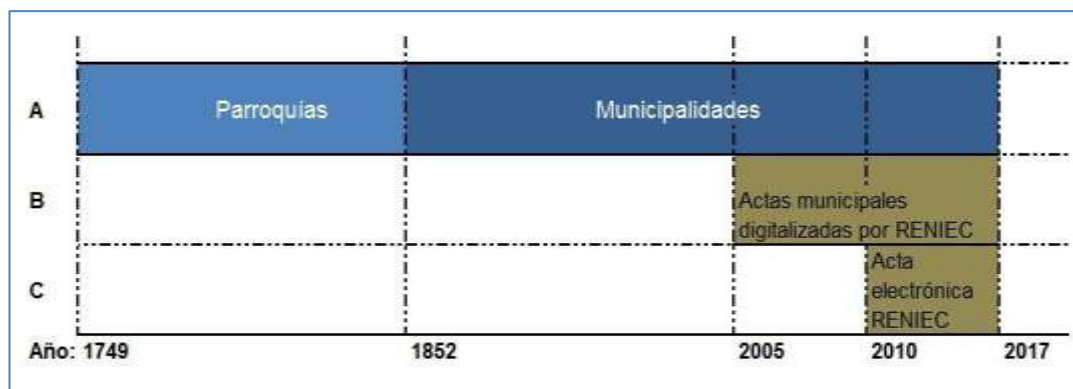 A
Parroquías
Municipalidades
B
Actas municipales
digitalizadas por RENIEC
C
Acta
electrónica
RENIEC
Año: 1749
1852
2005
2010
2017